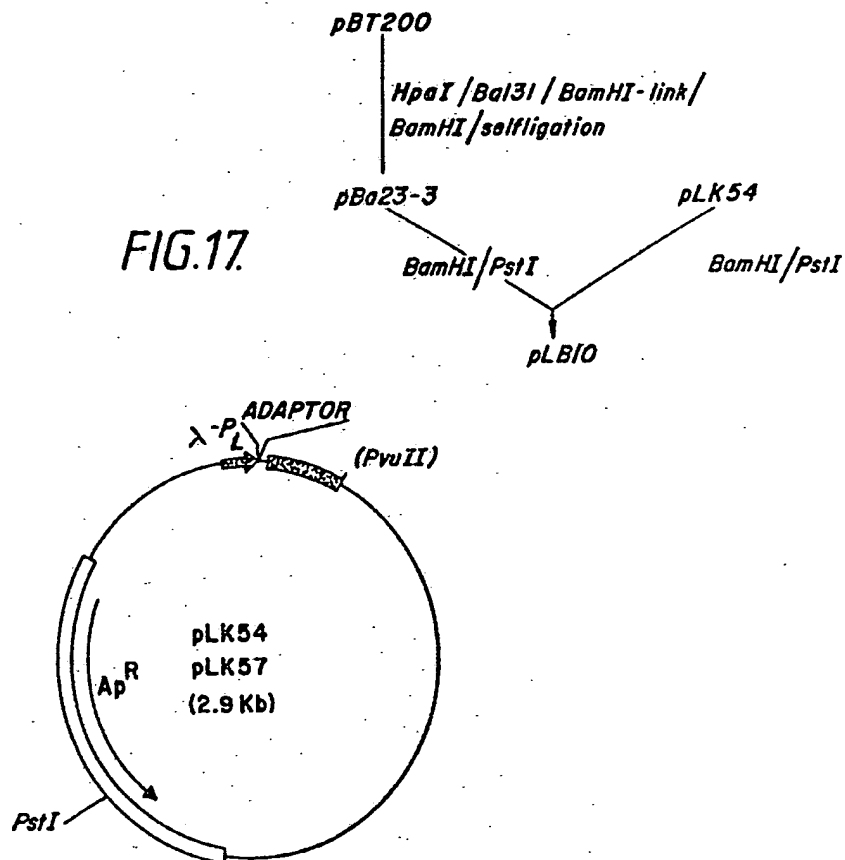 pBT200
HpaI/Bal31/BamHI-link/
BamHI/selfligation
pBa23-3
pLK54
FIG.17.
BamHI/PstI
BamHI/PstI
pLB10
λ-PL
ADAPTOR
(PvuII)
pLK54
pLK57
(2.9 Kb)
ApR
PstI